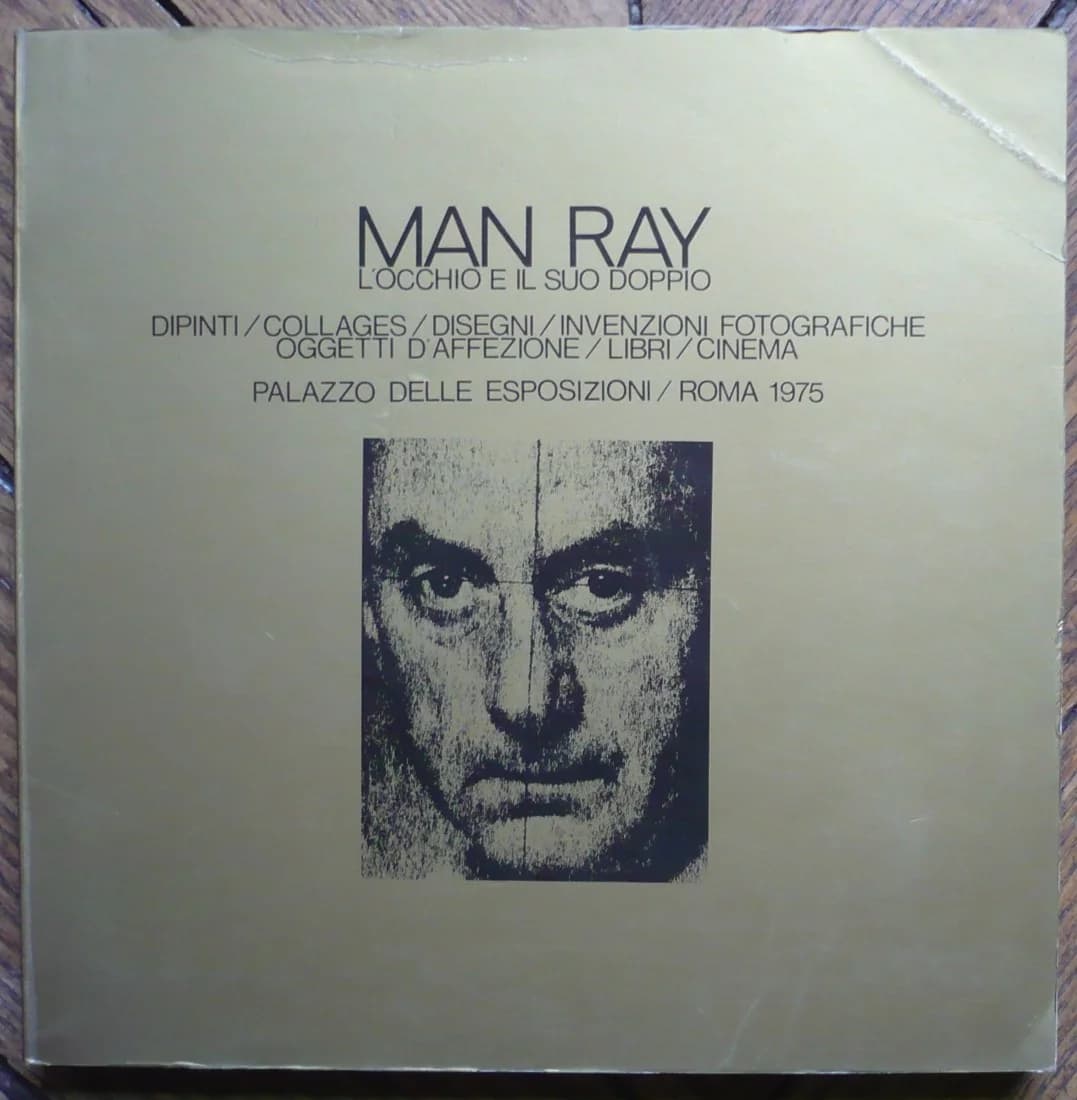 MAN RAY
L'OCCHIO E IL SUO DOPPIO
DIPINTI/COLLAGES/DISEGNI/INVENZIONI FOTOGRAFICHE
OGGETTI D'AFFEZIONE/LIBRI/CINEMA
PALAZZO DELLE ESPOSIZIONI/ROMA 1975